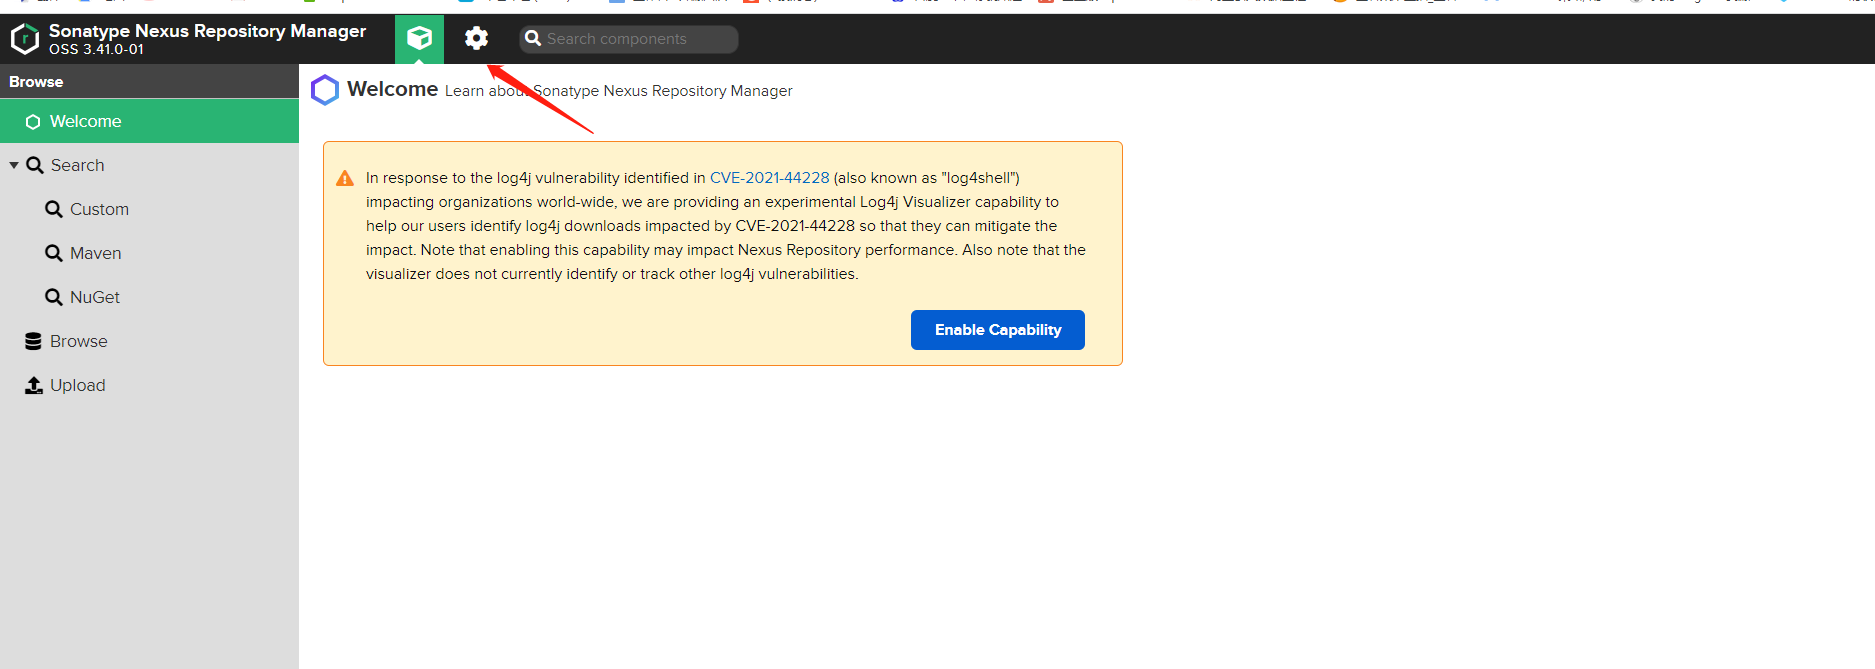 Sonatype Nexus Repository Manager
OSS 3.41.0-01
Search components
Browse
Welcome
Search
Custom
Maven
NuGet
Browse
Upload
Welcome Learn about Sonatype Nexus Repository Manager
In response to the log4j vulnerability identified in CVE-2021-44228 (also known as "log4shell")
impacting organizations world-wide, we are providing an experimental Log4j Visualizer capability to
help our users identify log4j downloads impacted by CVE-2021-44228 so that they can mitigate the
impact. Note that enabling this capability may impact Nexus Repository performance. Also note that the
visualizer does not currently identify or track other log4j vulnerabilities.
Enable Capability